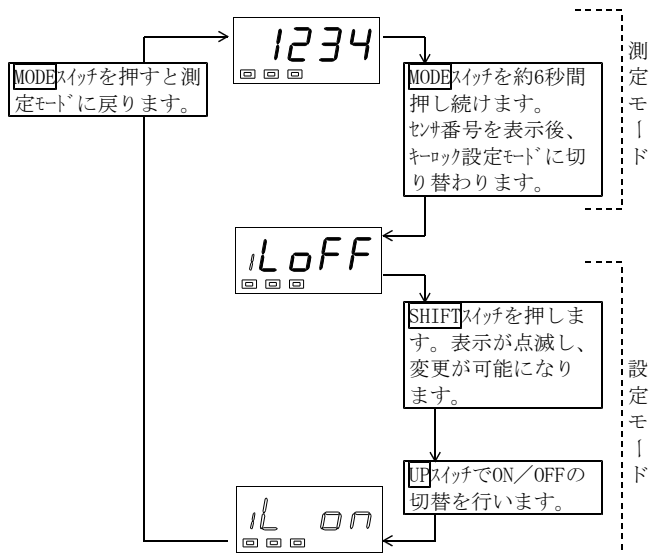 1234
MODEスイッチを押すと測
定モードに戻ります。
MODEスイッチを約6秒間
押し続けます。
センサ番号を表示後、
キーロック設定モードに切
り替わります。
測定モード
iLoFF
SHIFTスイッチを押しま
す。表示が点滅し、
変更が可能になり
ます。
設定モード
UPスイッチでON／OFFの
切替を行います。
iL on